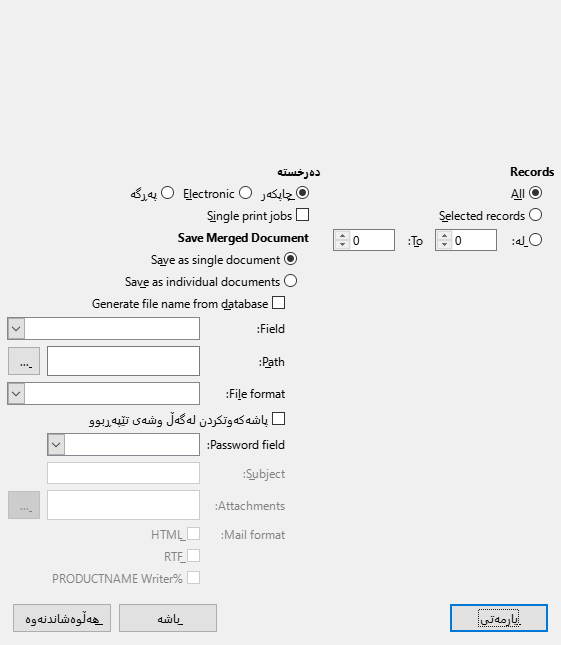 Records
All
Selected records
له:
0
To:
0
دەرخستە
چاپکەر
Electronic
پەڕگە
Single print jobs
Save Merged Document
Save as single document
Save as individual documents
Generate file name from database
Field:
Path:
...
File format:
پاشەکەوتکردن لەگەڵ وشەی تێپەڕبوو
Password field:
Subject:
Attachments:
...
Mail format:
HTML
RTF
PRODUCTNAME Writer%
یارمەتی
باشە
هەڵوەشاندنەوە